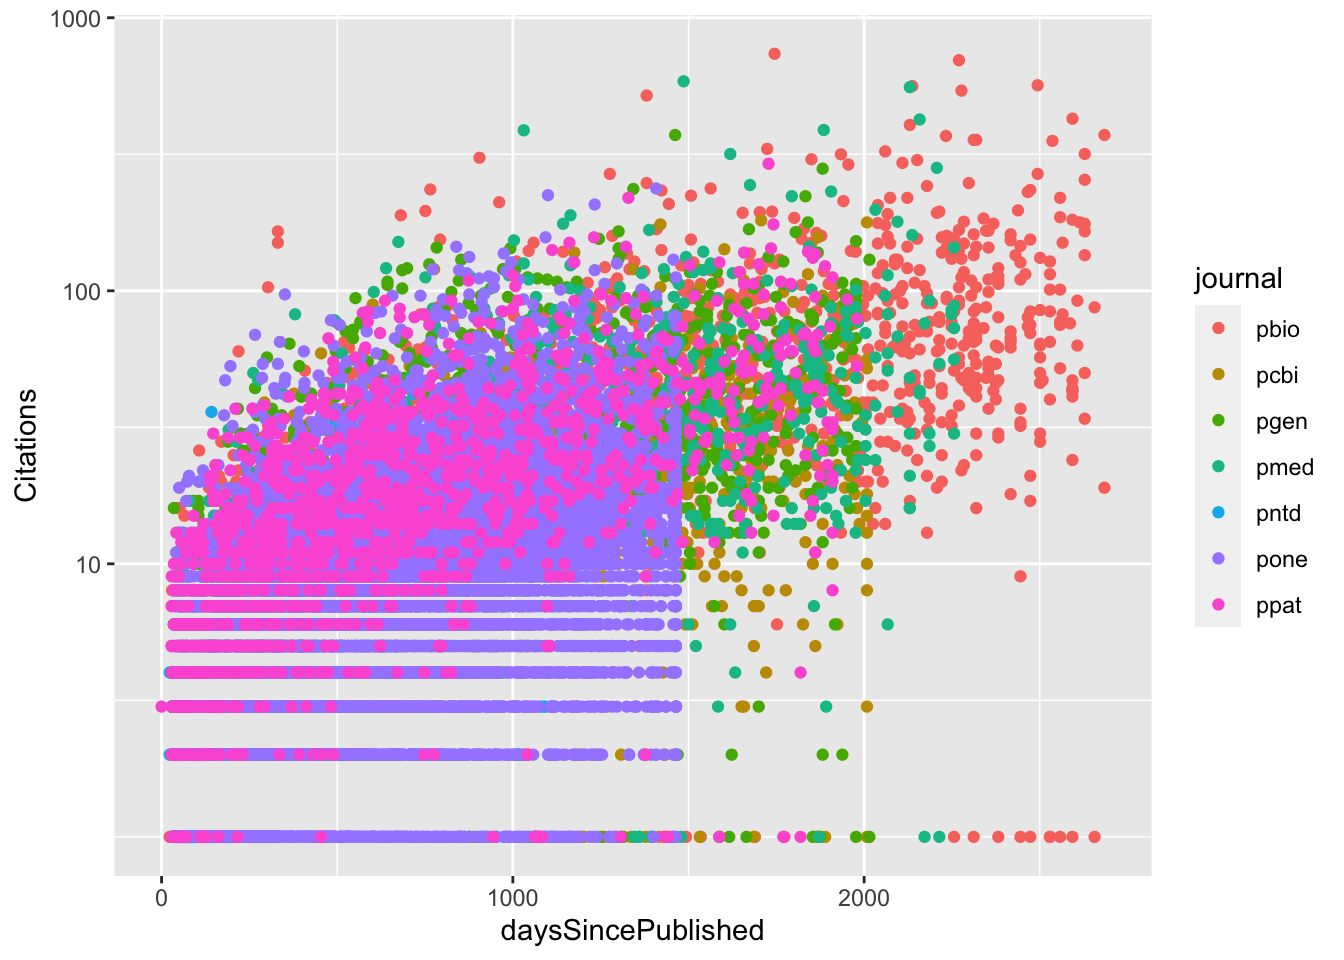 1000
100
10
Citations
0
1000
2000
daysSincePublished
journal
pbio
pcbi
pgen
pmed
pntd
pone
ppat